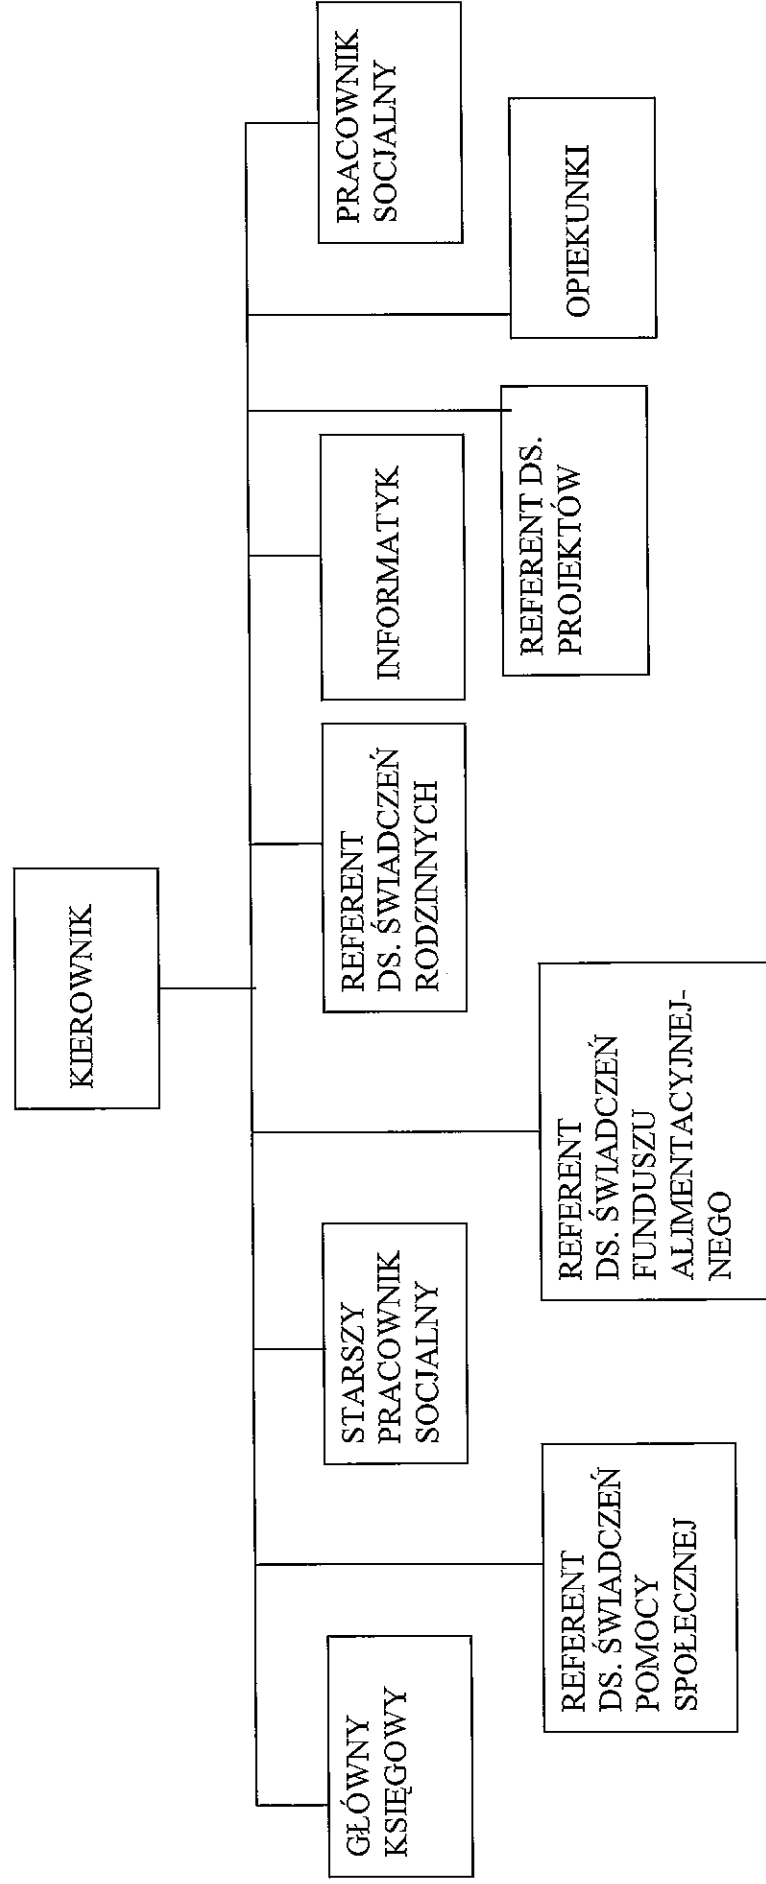 KIEROWNIK
GŁÓWNY
KSIĘGOWY
STARSZY
PRACOWNIK
SOCJALNY
REFERENT
DS. ŚWIADCZEŃ
RODZINNYCH
INFORMATYK
PRACOWNIK
SOCJALNY
REFERENT
DS. ŚWIADCZEŃ
POMOCY
SPOŁECZNEJ
REFERENT
DS. ŚWIADCZEŃ
FUNDUSZU
ALIMENTACYJNEJ-
NEGO
REFERENT DS.
PROJEKTÓW
OPIEKUNKI